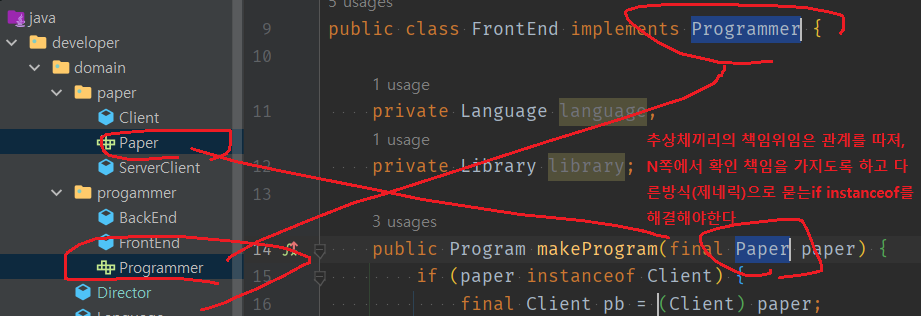 java
developer
domain
paper
Client
Paper
ServerClient
progammer
BackEnd
FrontEnd
Programmer
Director
5 usages
9 public class FrontEnd implements Programmer {
10
1 usage
11 private Language language;
1 usage
12 private Library library;
13
3 usages
14 public Program makeProgram(final Paper paper) {
15 if (paper instanceof Client) {
16 final Client pb = (Client) paper;
추상체끼리의 책임위임은 관계를 따져,
N쪽에서 확인 책임을 가지도록 하고 다
른방식(제네릭)으로 묻는if instanceof를
해결해야한다